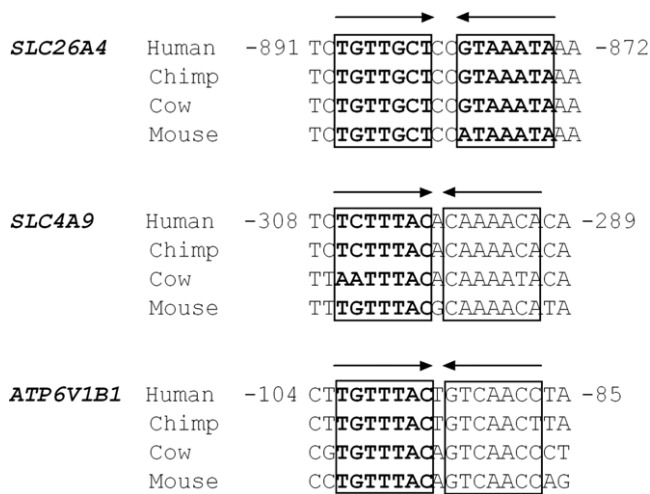 SLC26A4 Human -891 TCTGTTGCTCCGTAAATAAA -872
Chimp TCTGTTGCTCCGTAAATAAA
Cow TCTGTTGCTCCGTAAATAAA
Mouse TCTGTTGCTCCATAAATAAA
SLC4A9 Human -308 TCTCTTTACACAAAACACA -289
Chimp TCTCTTTACACAAAACACA
Cow TTAATTTACACAAAATACA
Mouse TTTGTTTACGCAAAACATA
ATP6V1B1 Human -104 CTTGTTTACTGTCAACCTA -85
Chimp CTTGTTTACTGTCAACTTA
Cow CGTGTTTACAGTCAACCCT
Mouse CCTGTTTACAGTCAACCAG